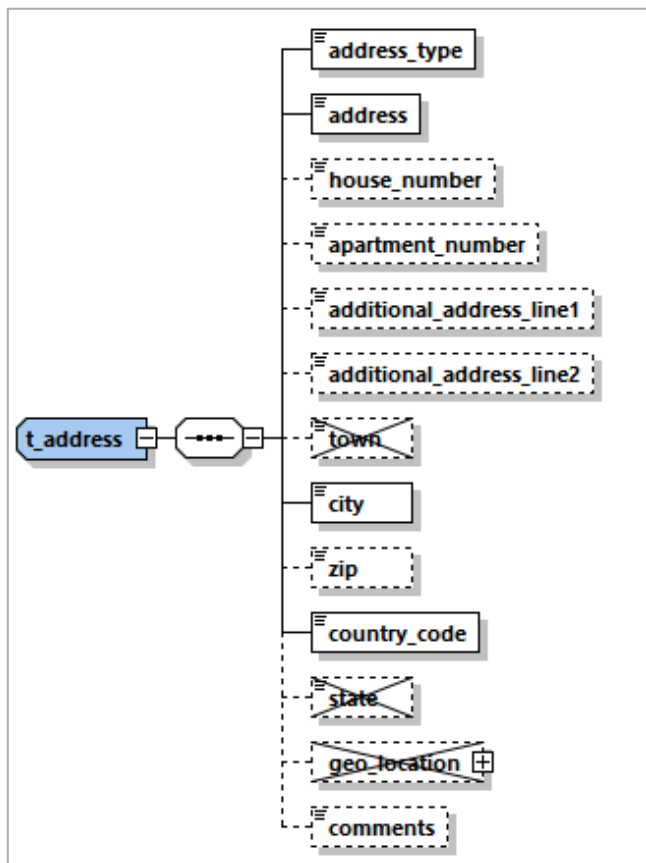 address_type
address
house_number
apartment_number
additional_address_line1
additional_address_line2
t_address
town
city
zip
country_code
state
geo_location
comments